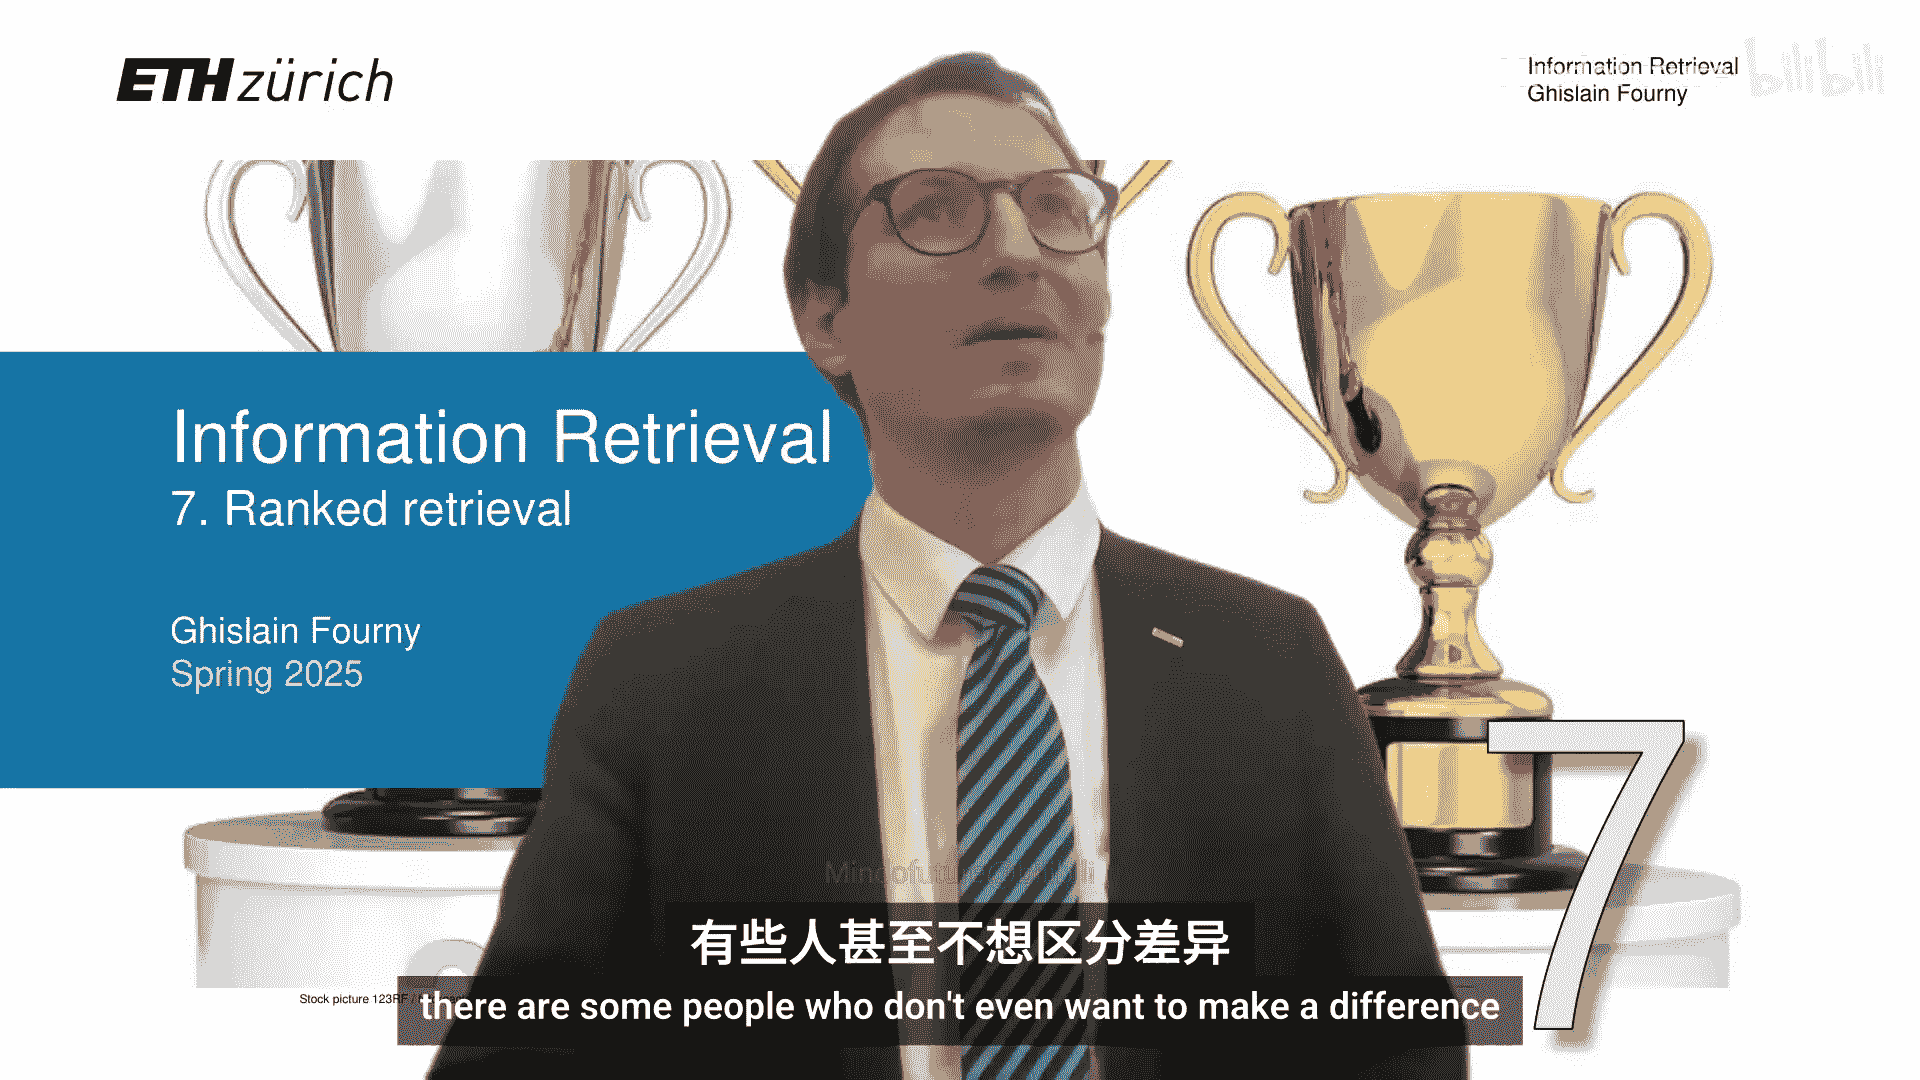 ETH zürich
Information Retrieval
Ghislain Fourny
bilibili
Information Retrieval
7. Ranked retrieval
Ghislain Fourny
Spring 2025
7
有些人甚至不想区分差异
Stock picture 123RF
there are some people who don't even want to make a difference